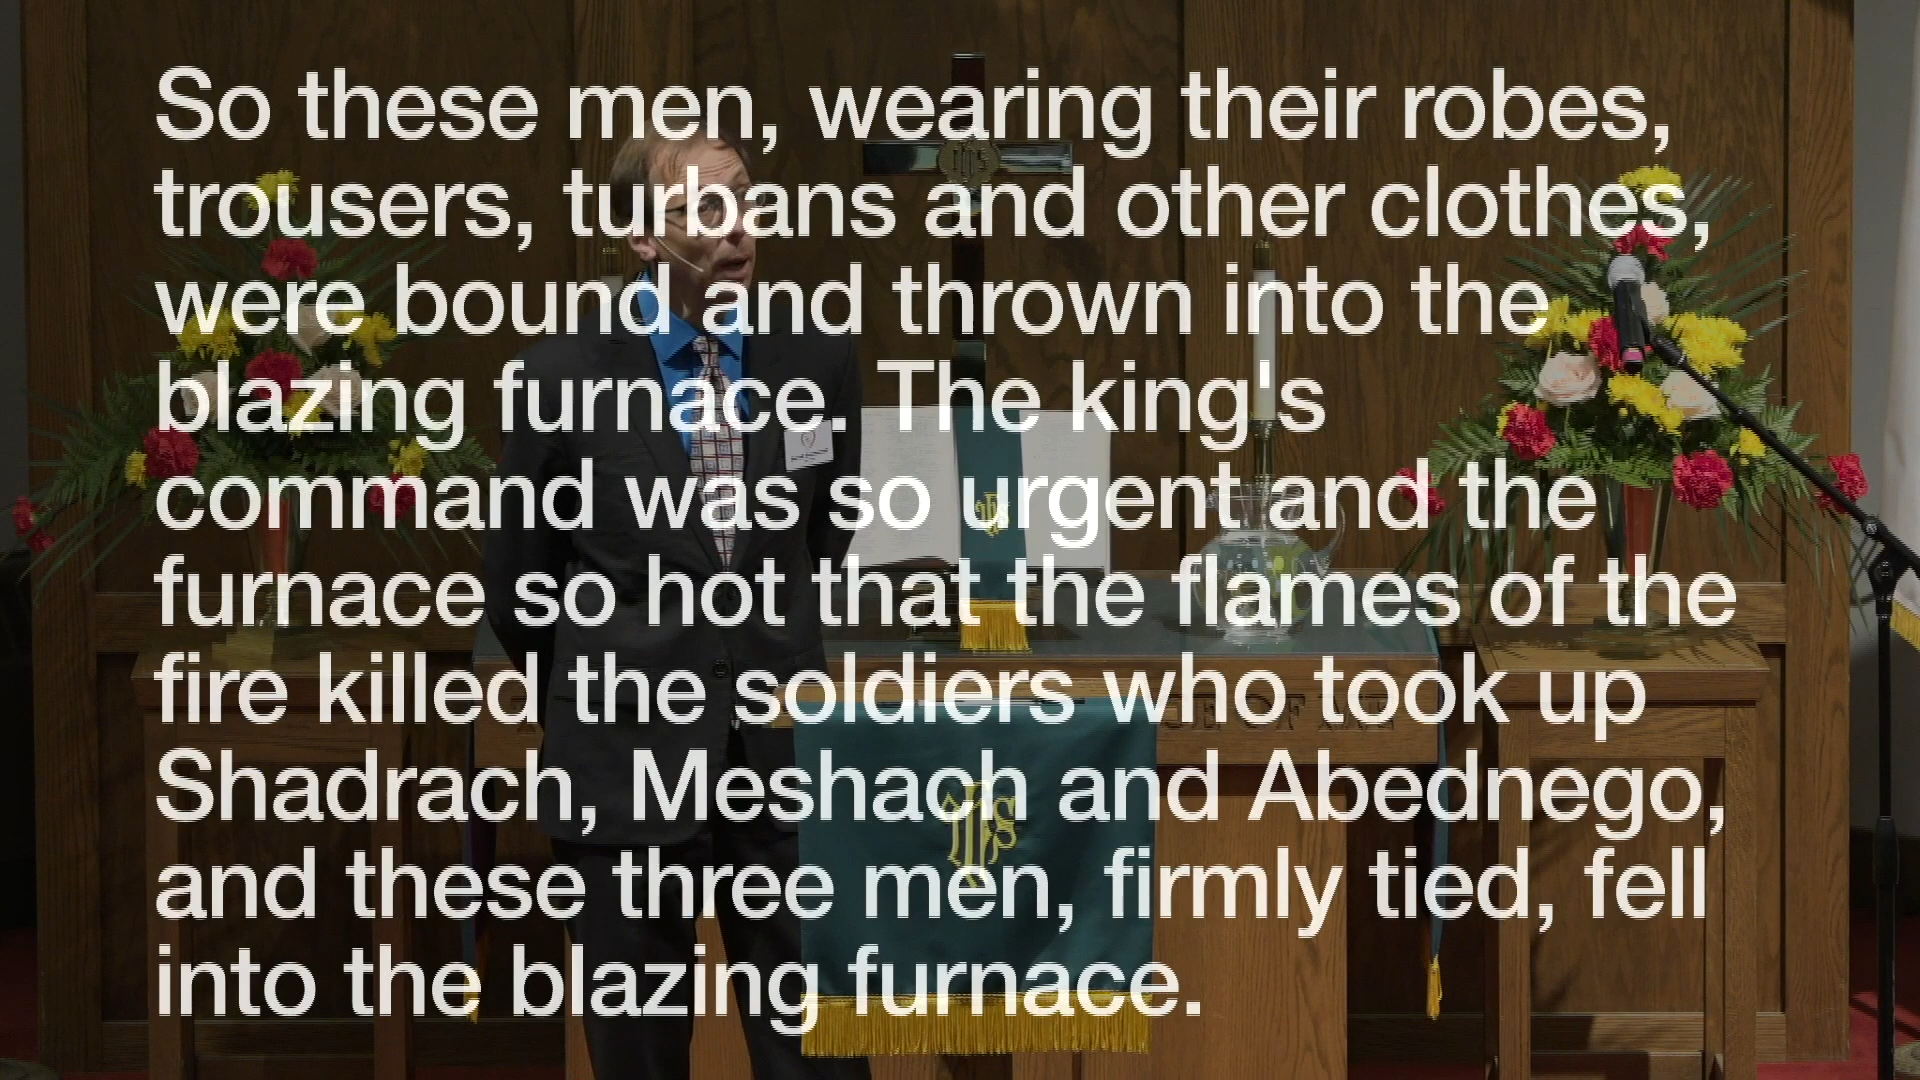 So these men, wearing their robes,
trousers, turbans and other clothes,
were bound and thrown into the
blazing furnace. The king's
command was so urgent and the
furnace so hot that the flames of the
fire killed the soldiers who took up
Shadrach, Meshach and Abednego,
and these three men, firmly tied, fell
into the blazing furnace.
IHS
IHS